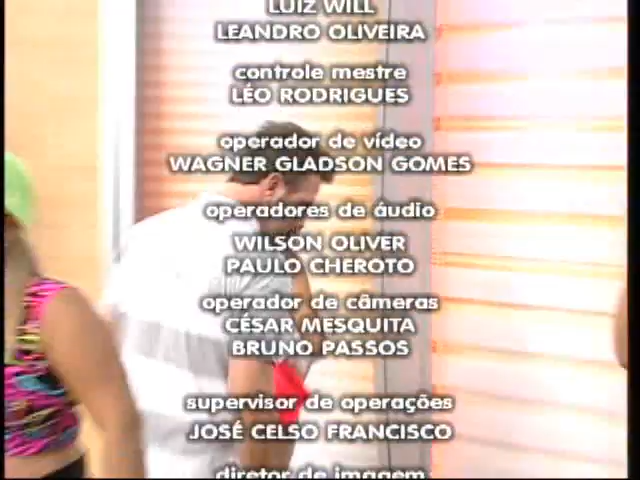 LUIZ WILL
LEANDRO OLIVEIRA
controle mestre
LÉO RODRIGUES
operador de vídeo
WAGNER GLADSON GOMES
operadores de áudio
WILSON OLIVER
PAULO CHEROTO
operador de câmeras
CÉSAR MESQUITA
BRUNO PASSOS
supervisor de operações
JOSÉ CELSO FRANCISCO
diretor de imagem